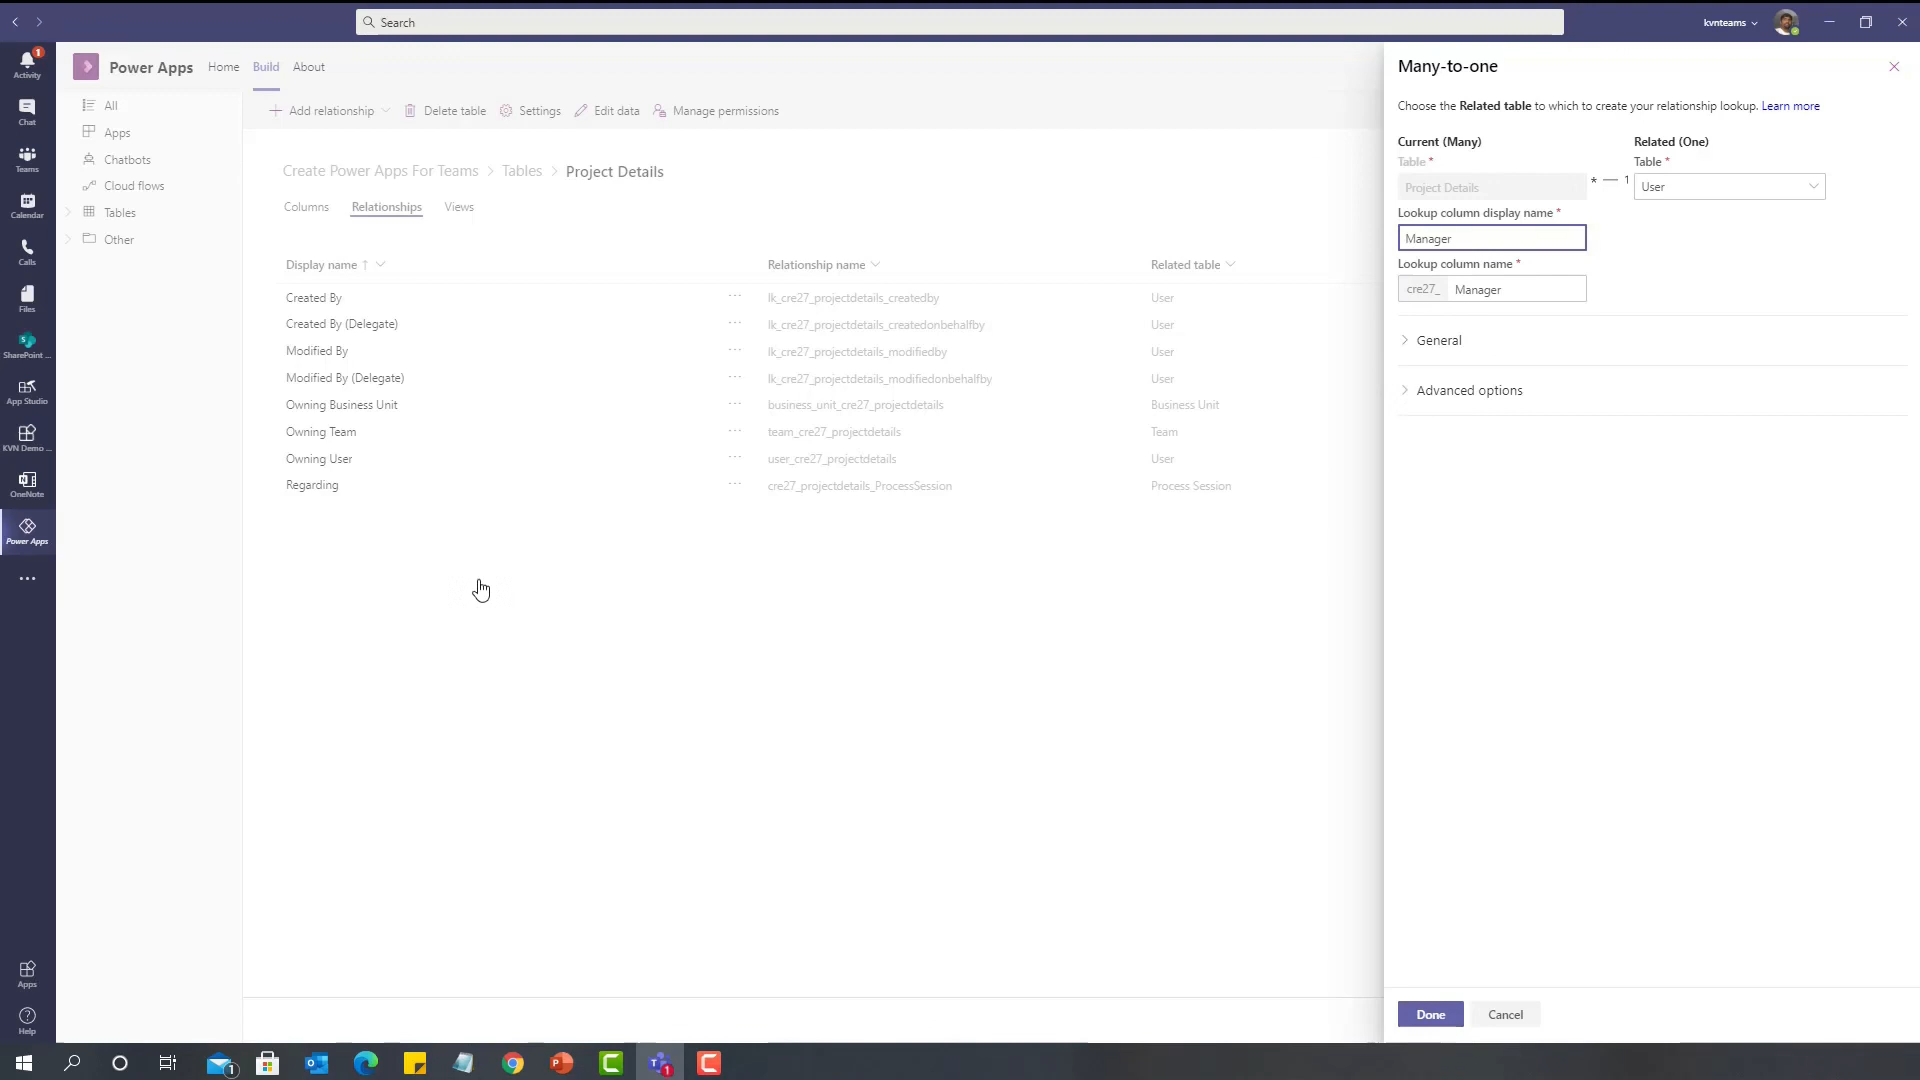 Search
kvnteams
1
Activity
Chat
Teams
Calendar
Calls
Files
SharePoint ...
App Studio
KVN Demo ...
OneNote
Power Apps
Apps
Help
Power Apps
Home
Build
About
All
Apps
Chatbots
Cloud flows
Tables
Other
Add relationship
Delete table
Settings
Edit data
Manage permissions
Create Power Apps For Teams > Tables > Project Details
Columns
Relationships
Views
Display name ↑
Relationship name
Related table
Created By ... lk_cre27_projectdetails_createdby User
Created By (Delegate) ... lk_cre27_projectdetails_createdonbehalfby User
Modified By ... lk_cre27_projectdetails_modifiedby User
Modified By (Delegate) ... lk_cre27_projectdetails_modifiedonbehalfby User
Owning Business Unit ... business_unit_cre27_projectdetails Business Unit
Owning Team ... team_cre27_projectdetails Team
Owning User ... user_cre27_projectdetails User
Regarding ... cre27_projectdetails_ProcessSession Process Session
Many-to-one
Choose the Related table to which to create your relationship lookup. Learn more
Current (Many)
Related (One)
Table *
Table *
Project Details
* — 1
User
Lookup column display name *
Manager
Lookup column name *
cre27_ Manager
General
Advanced options
Done
Cancel
1
1